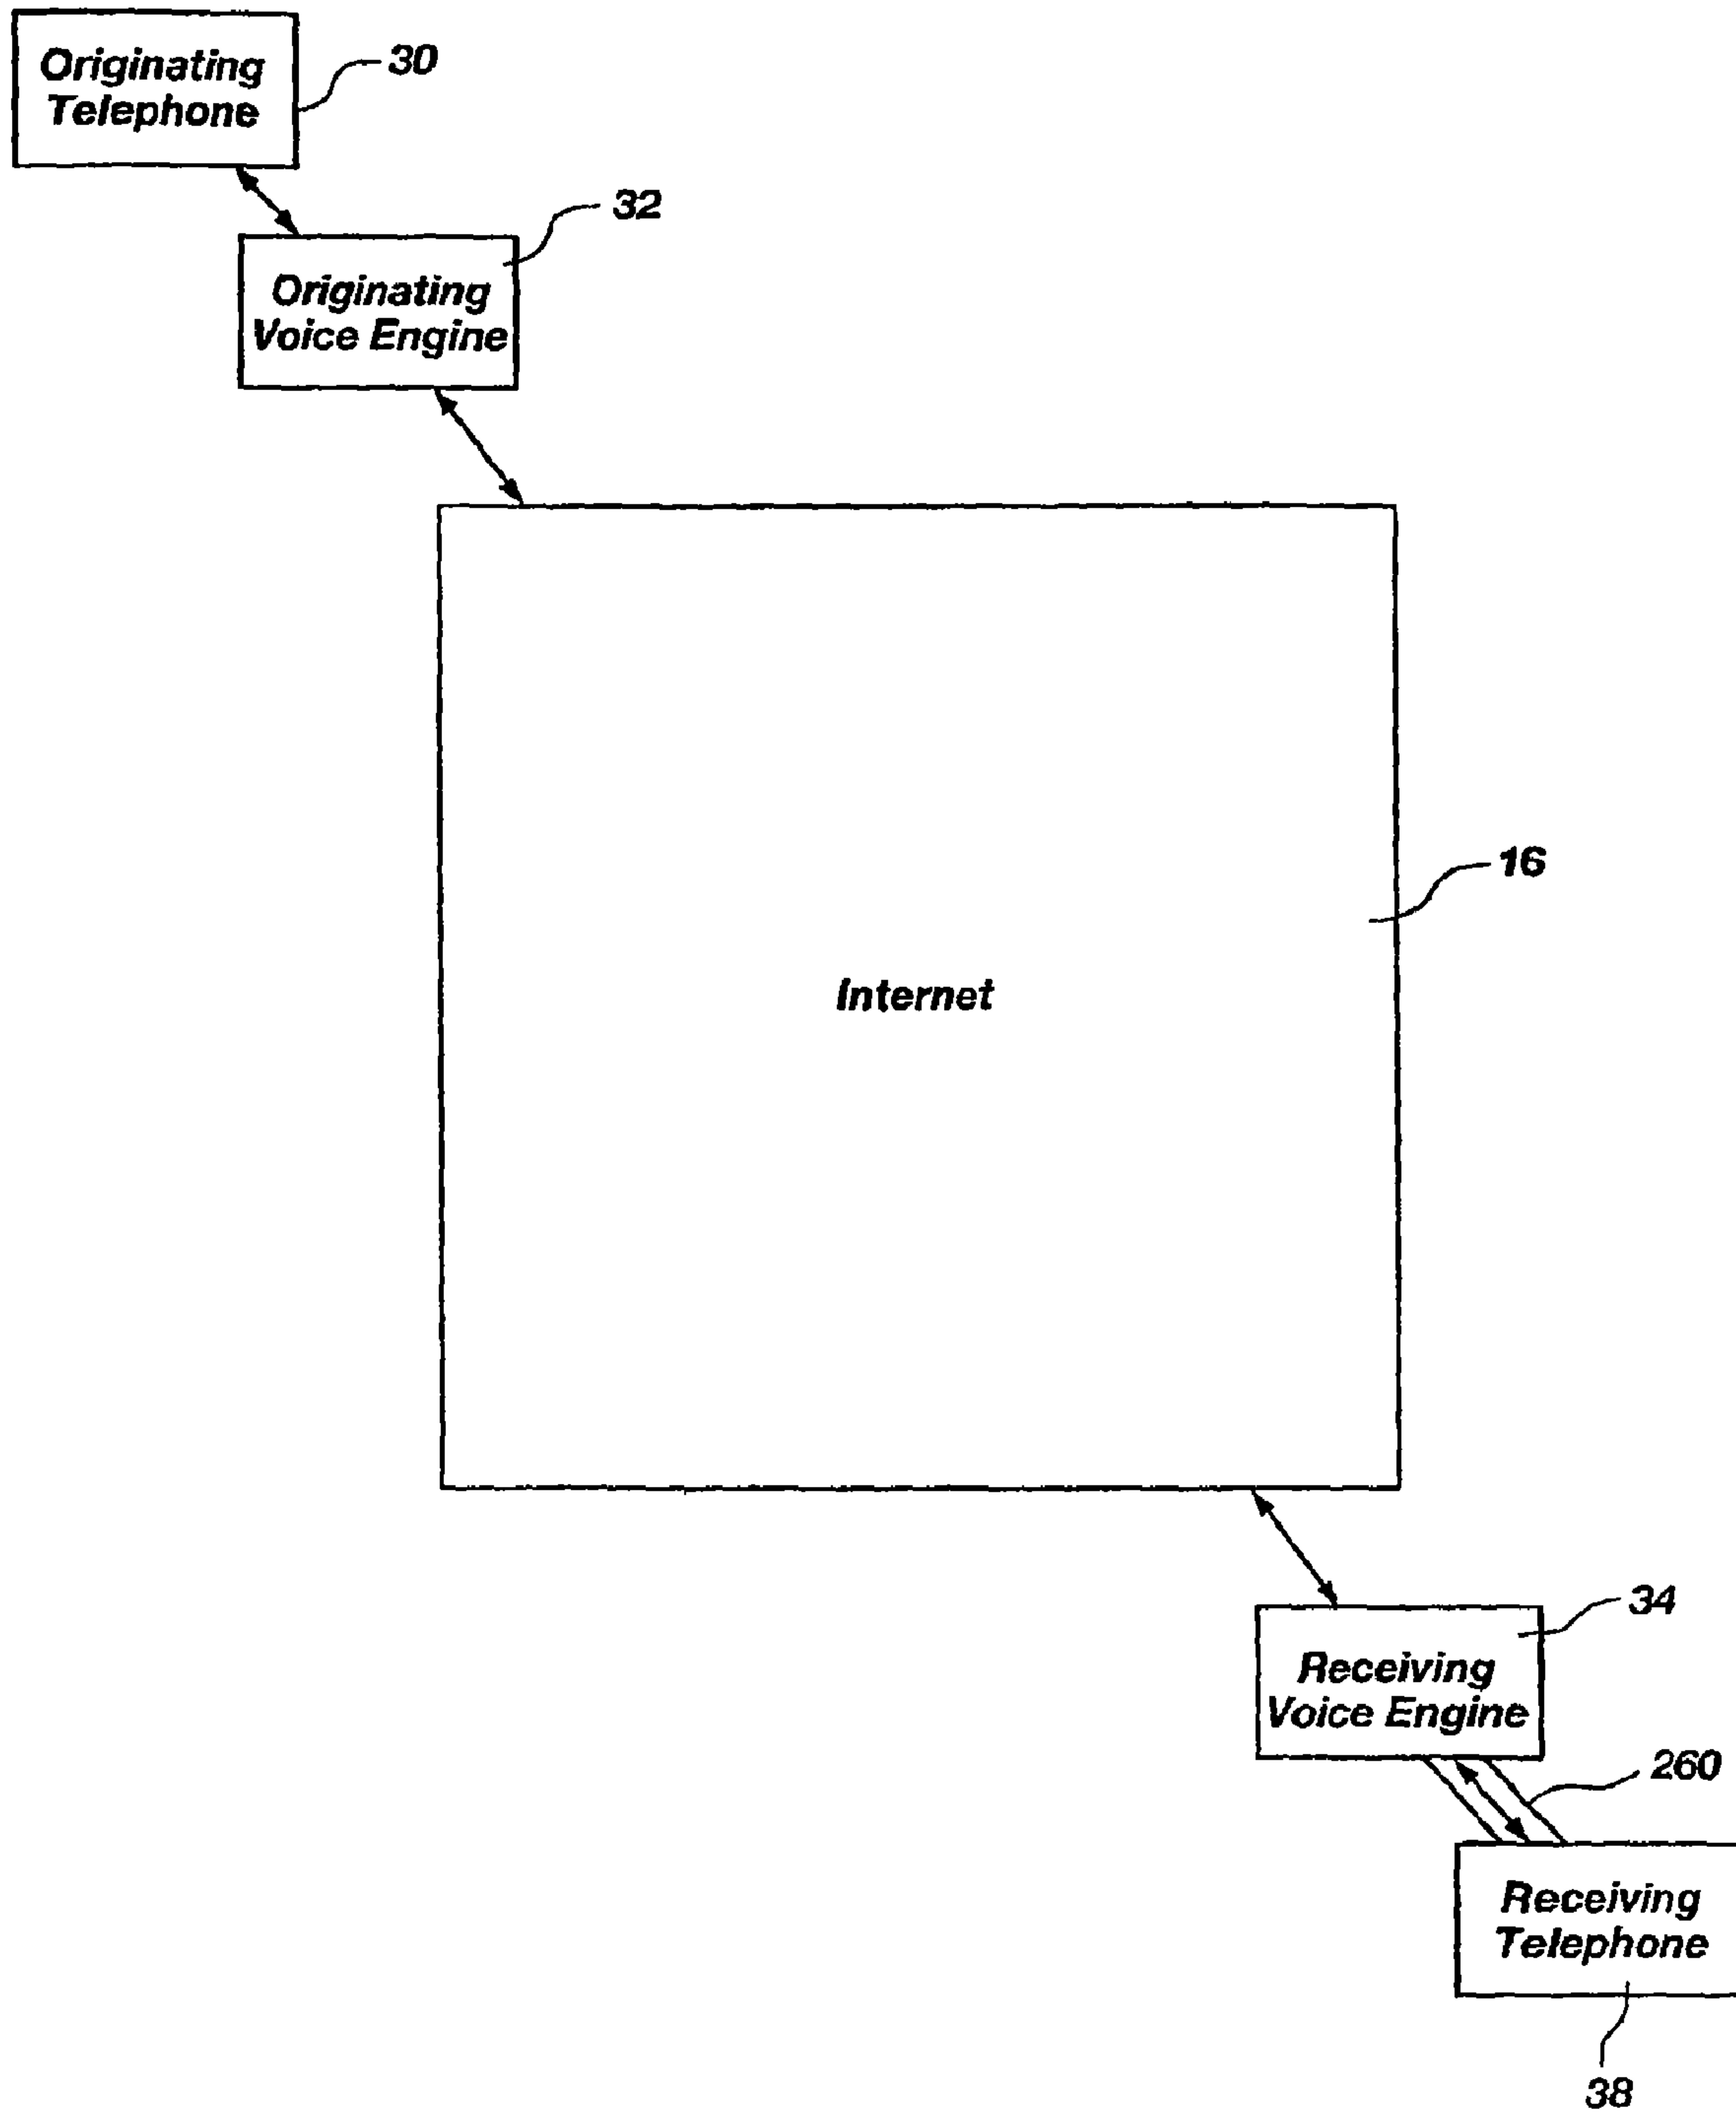 Originating
Telephone
30
32
Originating
Voice Engine
16
Internet
34
Receiving
Voice Engine
260
Receiving
Telephone
38